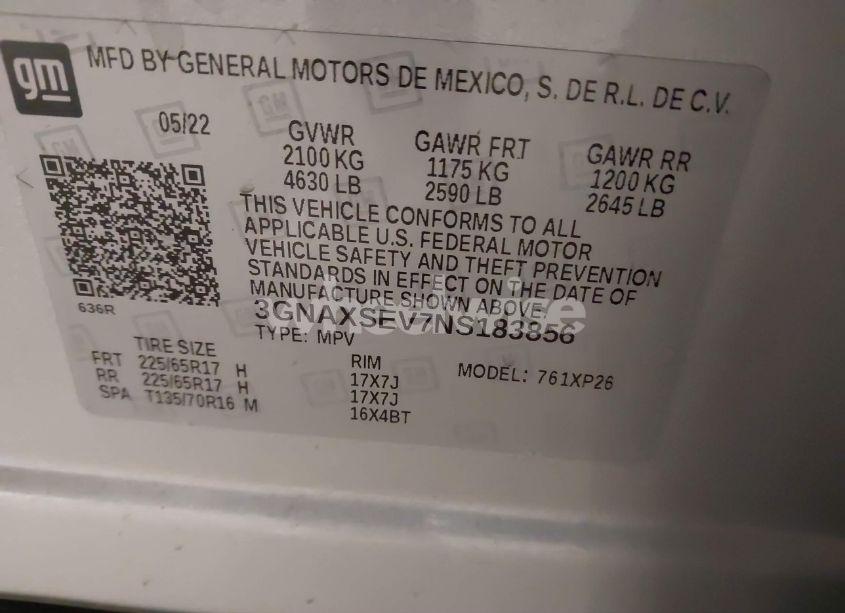 gm
MFD BY GENERAL MOTORS DE MEXICO, S. DE R.L. DE C.V.
05/22
GVWR GAWR FRT GAWR RR
2100 KG 1175 KG 1200 KG
4630 LB 2590 LB 2645 LB
THIS VEHICLE CONFORMS TO ALL
APPLICABLE U.S. FEDERAL MOTOR
VEHICLE SAFETY AND THEFT PREVENTION
STANDARDS IN EFFECT ON THE DATE OF
MANUFACTURE SHOWN ABOVE.
3GNAXSEV7NS183856
636R
TYPE: MPV
MODEL: 761XP26
TIRE SIZE RIM
FRT 225/65R17 H 17X7J
RR 225/65R17 H 17X7J
SPA T135/70R16 M 16X4BT